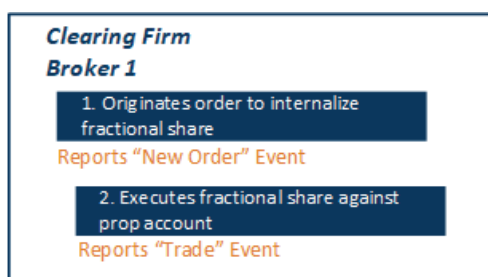 Clearing Firm
Broker 1
1. Originates order to internalize
fractional share
Reports “New Order” Event
2. Executes fractional share against
prop account
Reports “Trade” Event